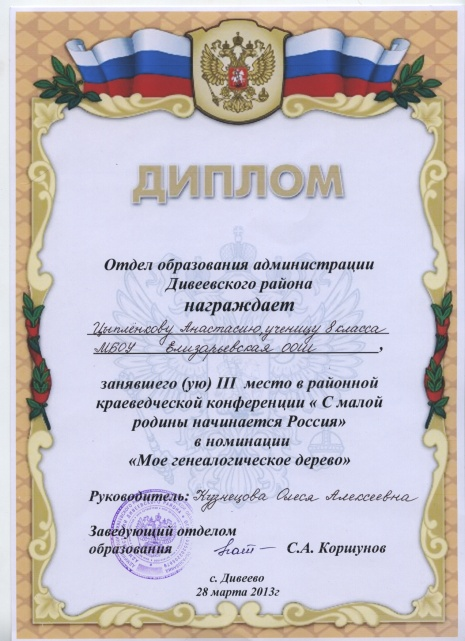 ДИПЛОМ
Отдел образования администрации
Дивеевского района
награждает
Цыплёнкову Анастасию, ученицу 8 класса
МБОУ Елизарьевская ООШ,
занявшего (ую) III место в районной
краеведческой конференции « С малой
родины начинается Россия»
в номинации
«Мое генеалогическое дерево»
Руководитель: Кузнецова Олеся Алексеевна
Заведующий отделом
образования С.А. Коршунов
с. Дивеево
28 марта 2013г